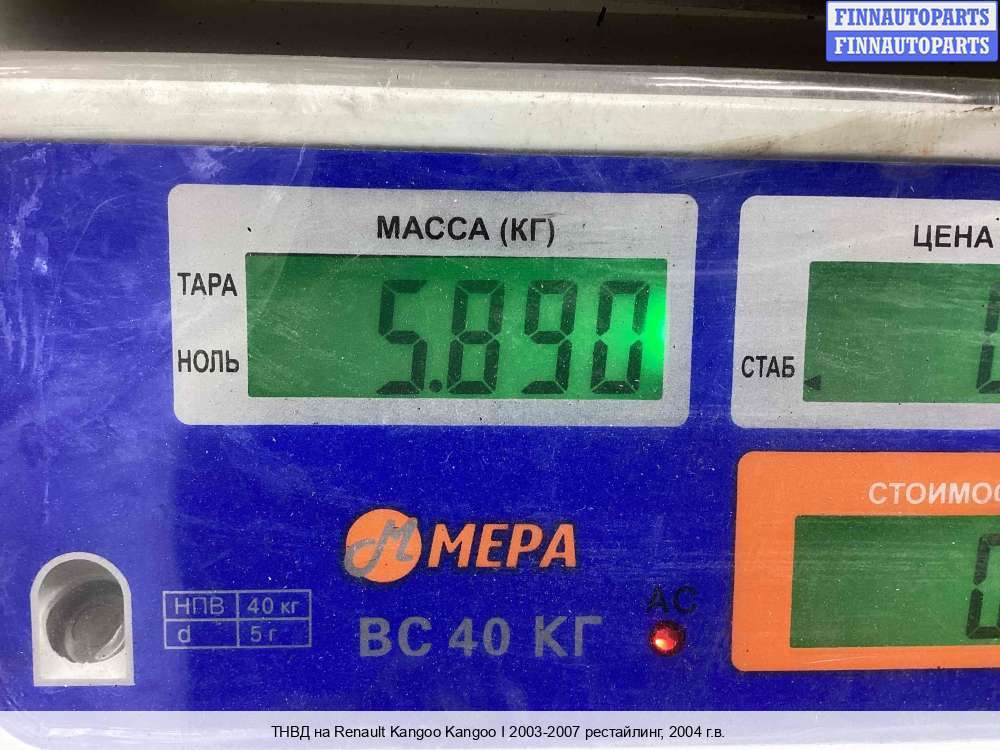 FINNAUTOPARTS
FINNAUTOPARTS
МАССА (КГ)
ЦЕНА
ТАРА
5.890
НОЛЬ
СТАБ
МЕРА
НПВ 40 кг
d 5 г
ВС 40 КГ
АС
ТНВД на Renault Kangoo Kangoo I 2003-2007 рестайлинг, 2004 г.в.